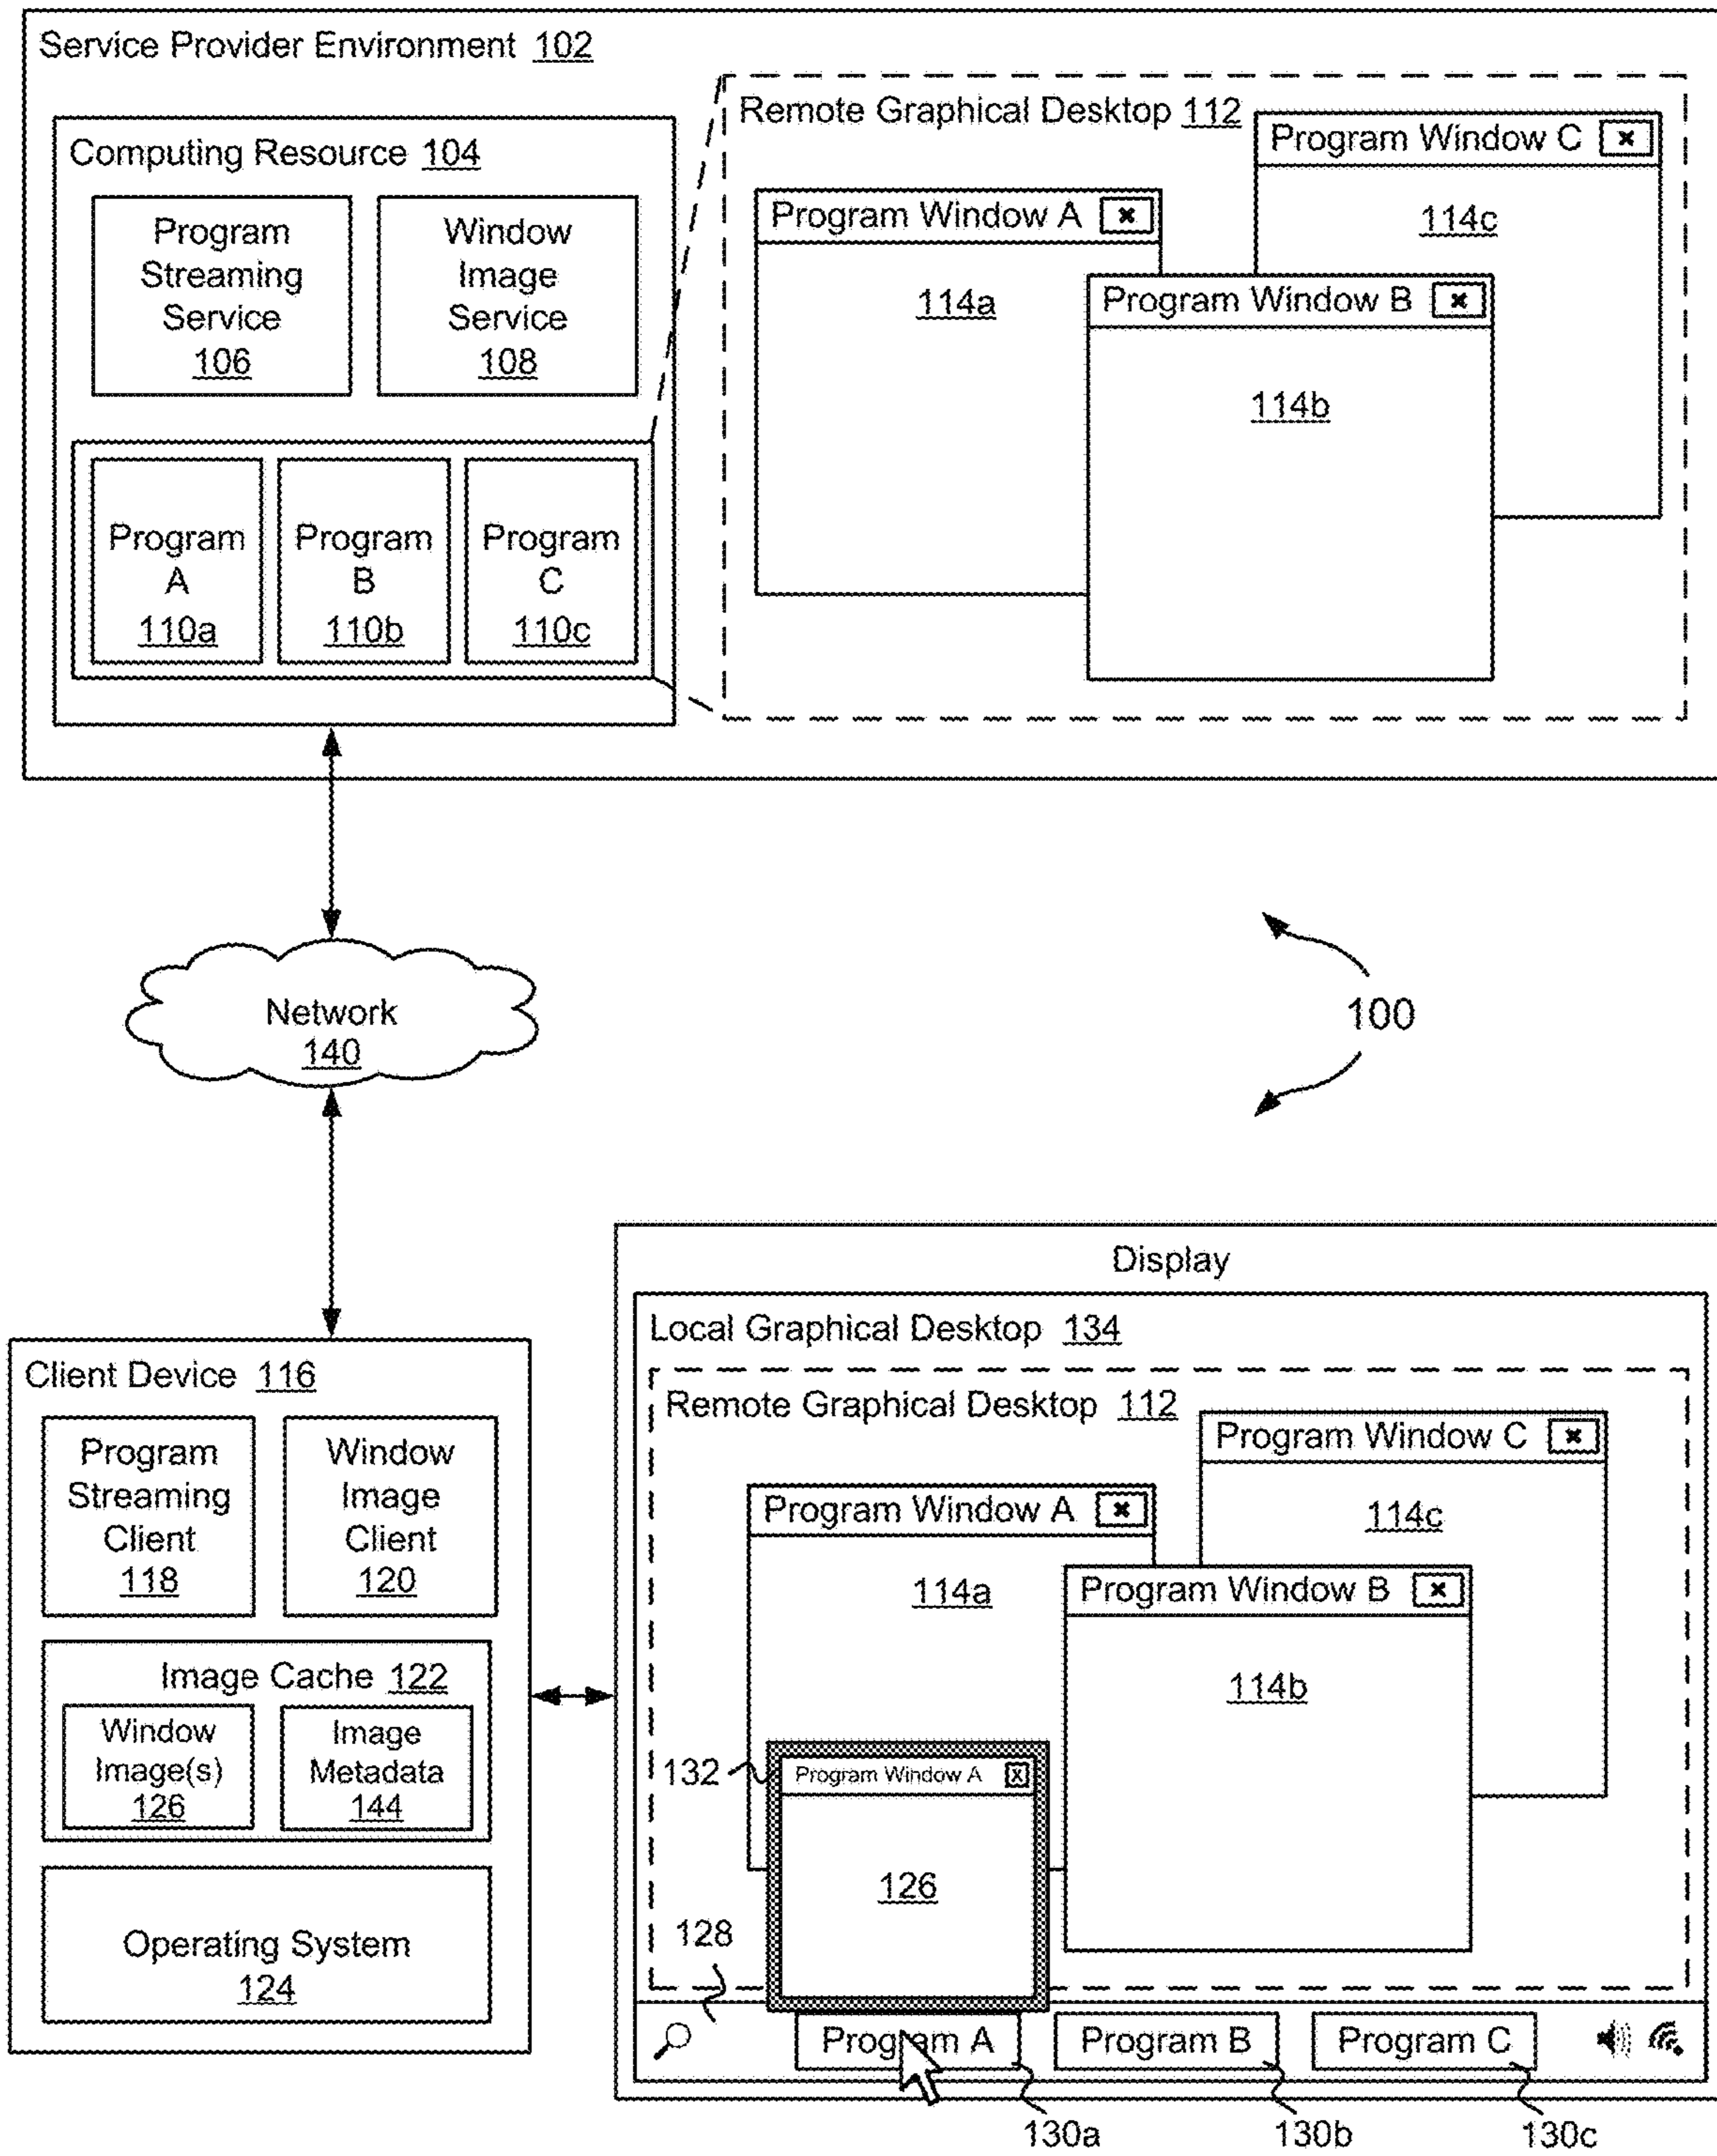 Service Provider Environment 102
Computing Resource 104
Program
Streaming
Service
106
Window
Image
Service
108
Program
A
110a
Program
B
110b
Program
C
110c
Remote Graphical Desktop 112
Program Window C x
114c
Program Window A x
114a
Program Window B x
114b
Network
140
100
Client Device 116
Program
Streaming
Client
118
Window
Image
Client
120
Image Cache 122
Window
Image(s)
126
Image
Metadata
144
Operating System
124
Display
Local Graphical Desktop 134
Remote Graphical Desktop 112
Program Window C x
114c
Program Window A x
114a
Program Window B x
114b
132
Program Window A X
126
128
Program A
Program B
Program C
130a
130b
130c